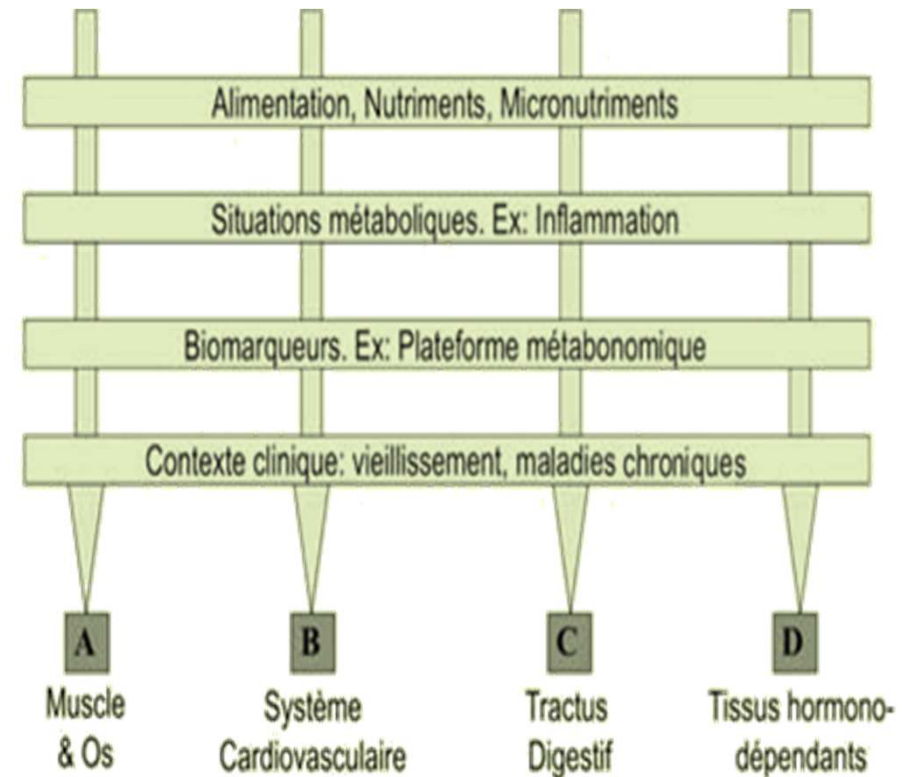 Alimentation, Nutriments, Micronutriments
Situations métaboliques. Ex: Inflammation
Biomarqueurs. Ex: Plateforme métabonomique
Contexte clinique: vieillissement, maladies chroniques
A
B
C
D
Muscle
& Os
Système
Cardiovasculaire
Tractus
Digestif
Tissus hormono-
dépendants